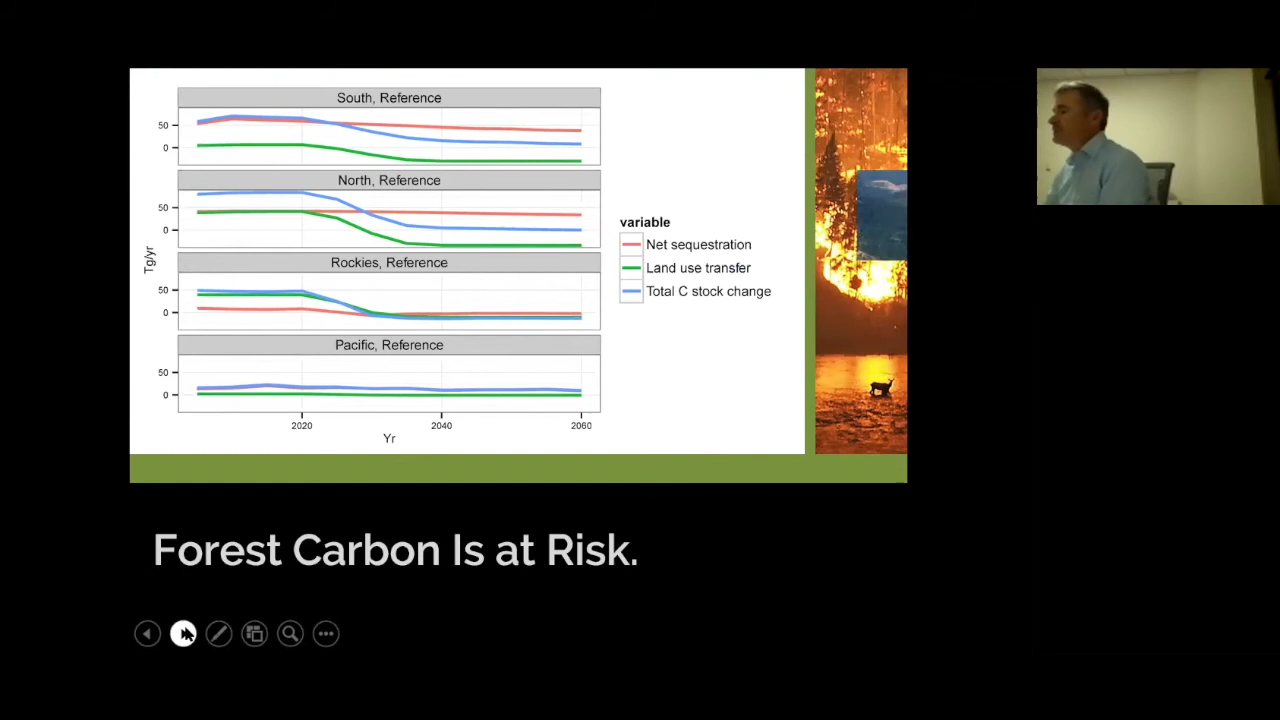 South, Reference
50
0
North, Reference
50
0
Rockies, Reference
50
0
Pacific, Reference
50
0
2020 2040 2060
Yr
Tg/yr
variable
Net sequestration
Land use transfer
Total C stock change
Forest Carbon Is at Risk.